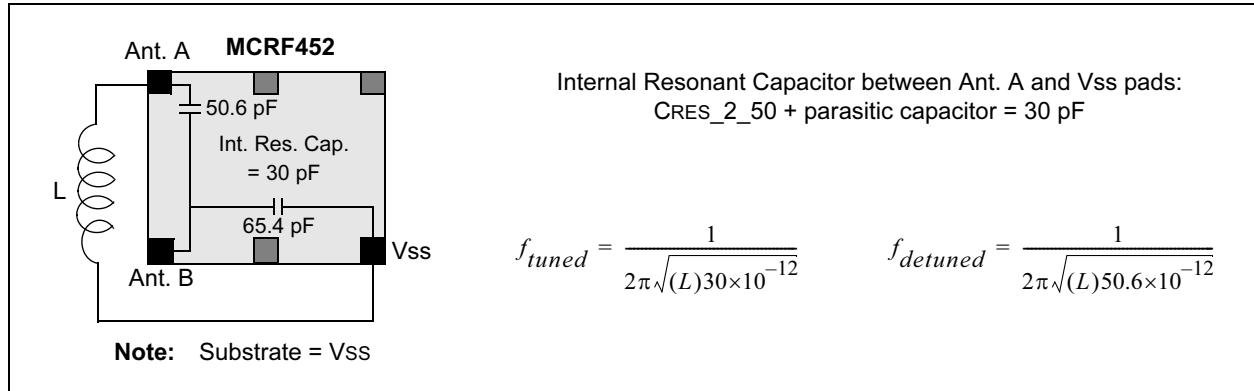 MCRF452
Ant. A
50.6 pF
Int. Res. Cap.
= 30 pF
L
65.4 pF
Vss
Ant. B
Note: Substrate = VSS
Internal Resonant Capacitor between Ant. A and Vss pads:
CRES_2_50 + parasitic capacitor = 30 pF
f_tuned = 1 / 2π√(L)30×10^−12
f_detuned = 1 / 2π√(L)50.6×10^−12